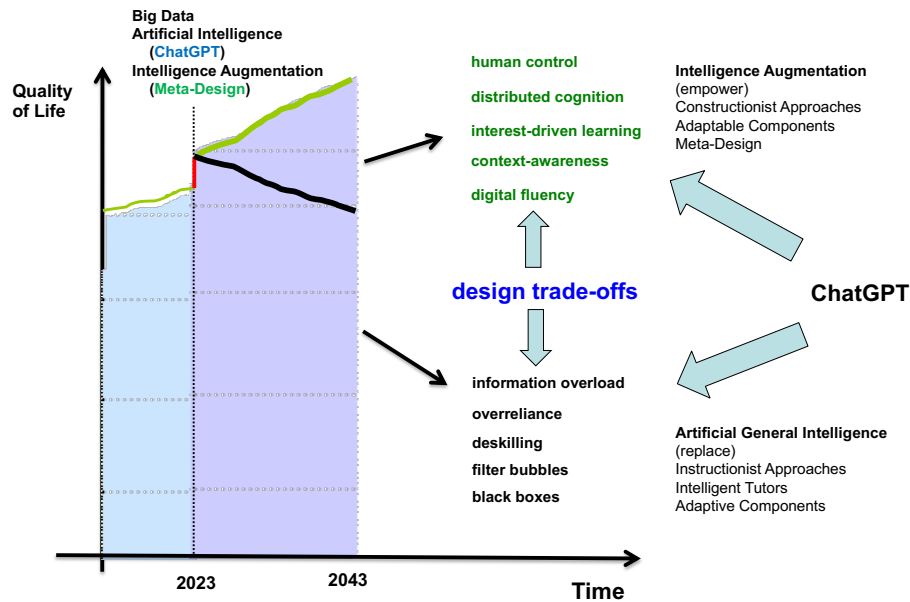 Big Data
Artificial Intelligence
(ChatGPT)
Intelligence Augmentation
(Meta-Design)
Quality
of Life
2023
2043
Time
human control
distributed cognition
interest-driven learning
context-awareness
digital fluency
design trade-offs
information overload
overreliance
deskilling
filter bubbles
black boxes
Intelligence Augmentation
(empower)
Constructionist Approaches
Adaptable Components
Meta-Design
ChatGPT
Artificial General Intelligence
(replace)
Instructionist Approaches
Intelligent Tutors
Adaptive Components